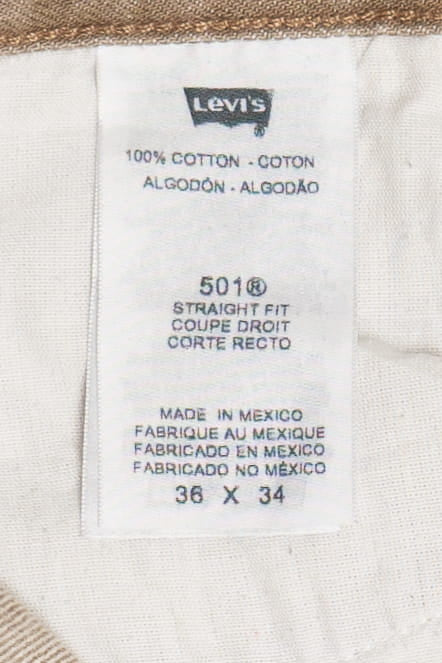 Levi's
®
100% COTTON - COTON
ALGODÓN - ALGODÃO
501®
STRAIGHT FIT
COUPE DROIT
CORTE RECTO
MADE IN MEXICO
FABRIQUE AU MEXIQUE
FABRICADO EN MEXICO
FABRICADO NO MÉXICO
36 X 34